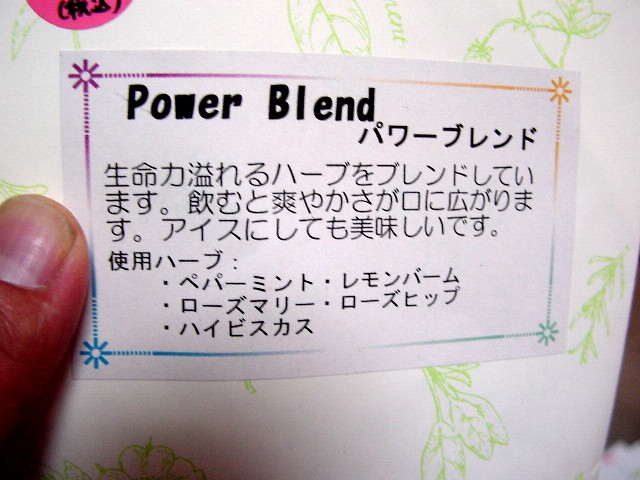 (税込)
ment
Power Blend
パワーブレンド
生命力溢れるハーブをブレンドしてい
ます。飲むと爽やかさが口に広がりま
す。アイスにしても美味しいです。
使用ハーブ：
・ペパーミント・レモンバーム
・ローズマリー・ローズヒップ
・ハイビスカス